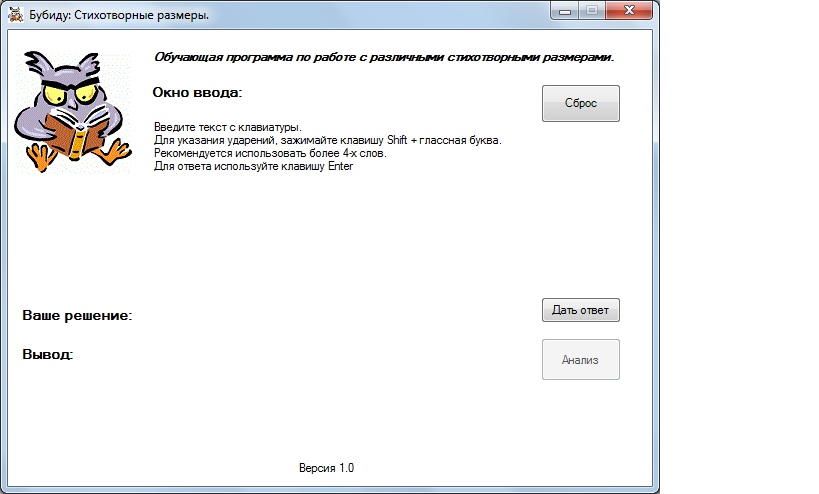 Бубиду: Стихотворные размеры.
Обучающая программа по работе с различными стихотворными размерами.
Окно ввода:
Сброс
Введите текст с клавиатуры.
Для указания ударений, зажимайте клавишу Shift + глассная буква.
Рекомендуется использовать более 4-х слов.
Для ответа используйте клавишу Enter
Ваше решение:
Дать ответ
Вывод:
Анализ
Версия 1.0